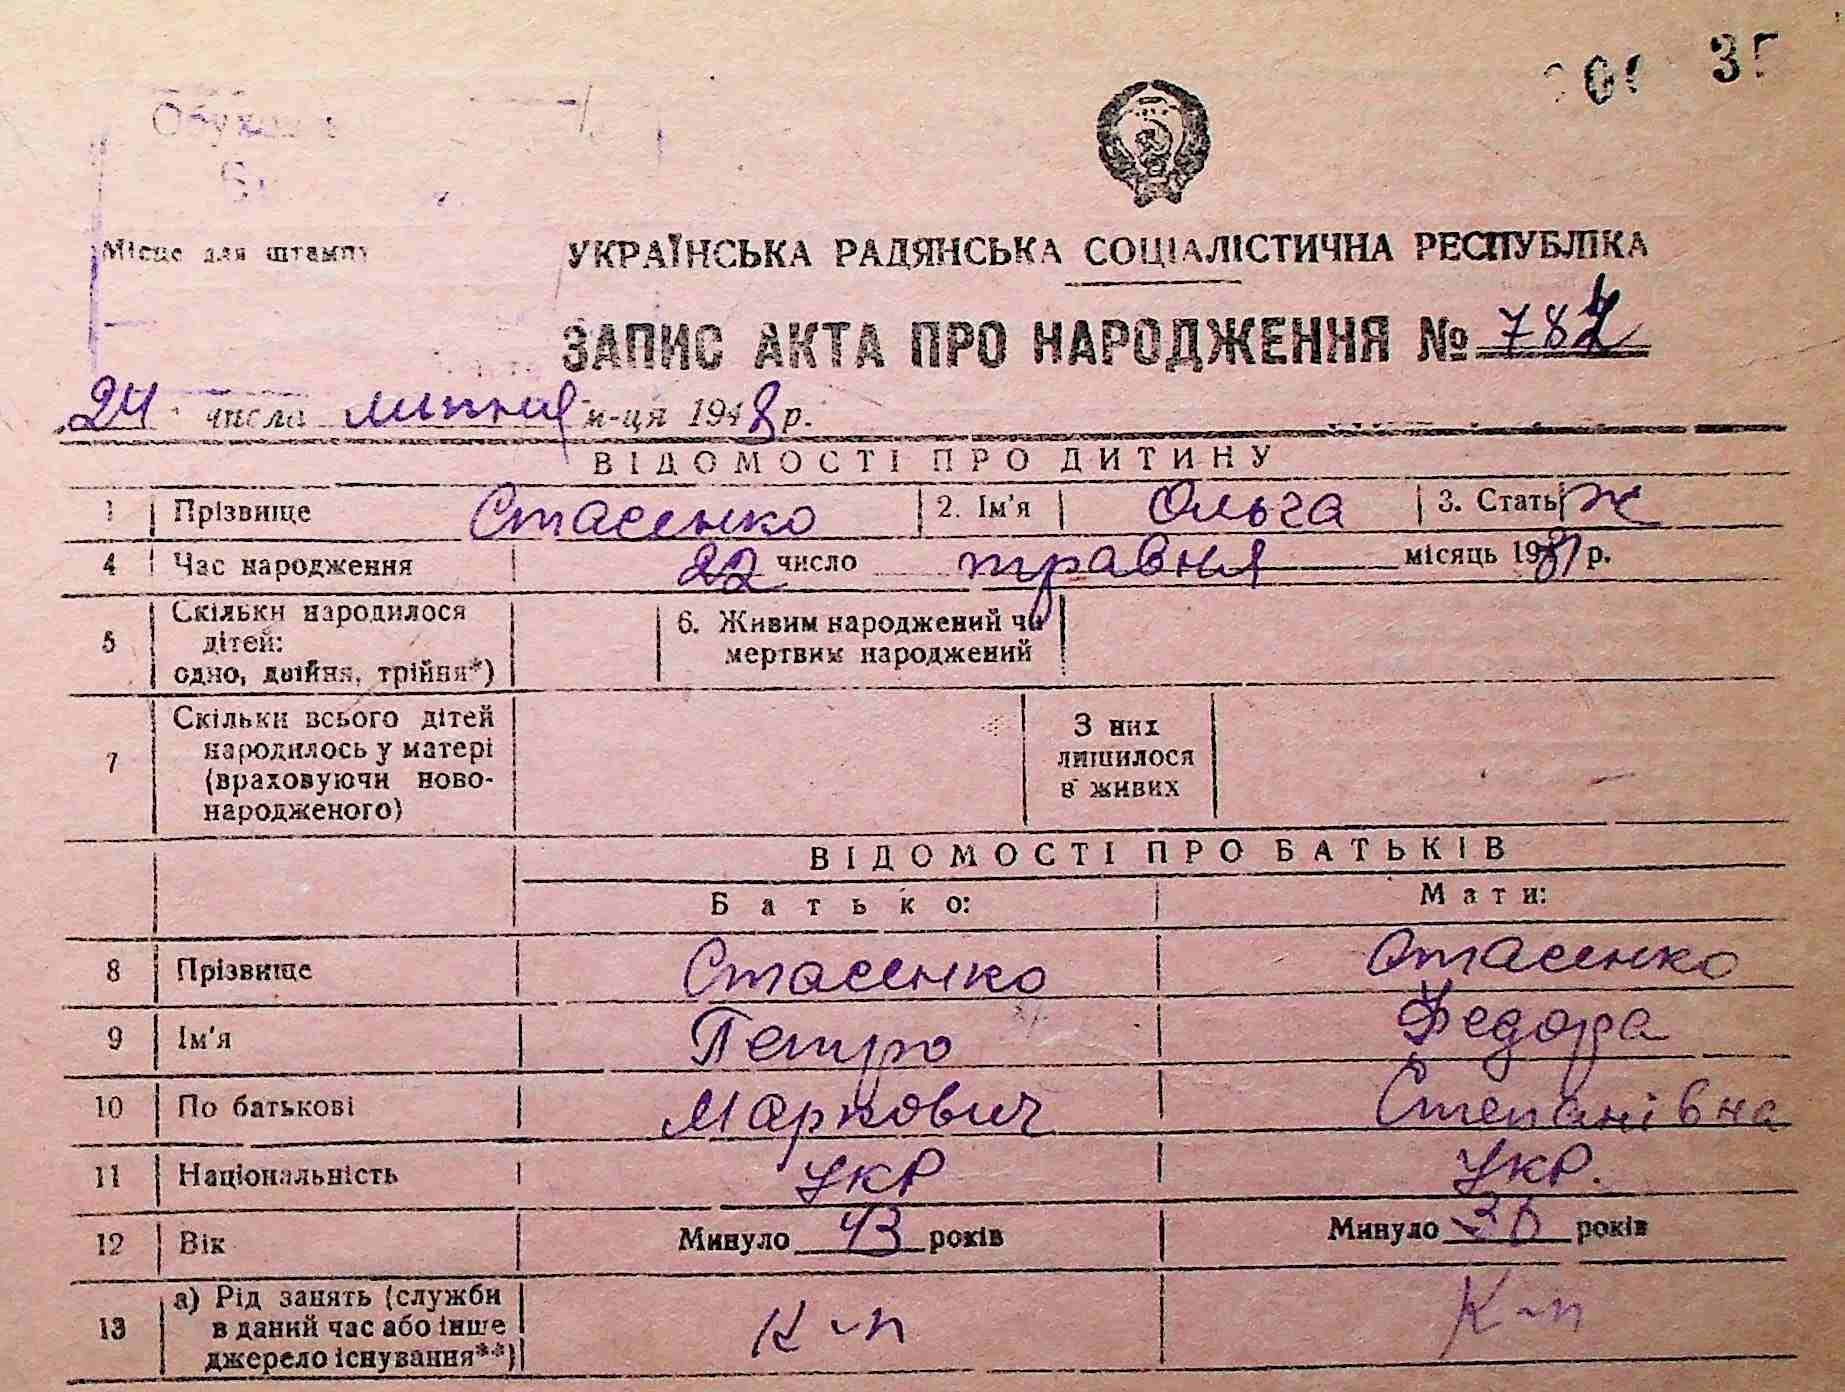 Місце для штампу
УКРАЇНСЬКА РАДЯНСЬКА СОЦІАЛІСТИЧНА РЕСПУБЛІКА
ЗАПИС АКТА ПРО НАРОДЖЕННЯ №
24 числа липня м-ця 1948 р.
ВІДОМОСТІ ПРО ДИТИНУ
1 Прізвище Стасенко 2. Ім'я Ольга 3. Стать ж
4 Час народження 22 число травня місяць 19 р.
5 Скільки народилося дітей: одно, двійня, трійня*) 6. Живим народжений чи мертвим народжений
7 Скільки всього дітей народилось у матері (враховуючи новонародженого) З них лишилося в живих
ВІДОМОСТІ ПРО БАТЬКІВ
Батько: Мати:
8 Прізвище Стасенко Стасенко
9 Ім'я Петро Федора
10 По батькові Маркович Степанівна
11 Національність укр укр.
12 Вік Минуло 43 років Минуло років
13 а) Рід занять (служби в даний час або інше джерело існування**) к-п к-п